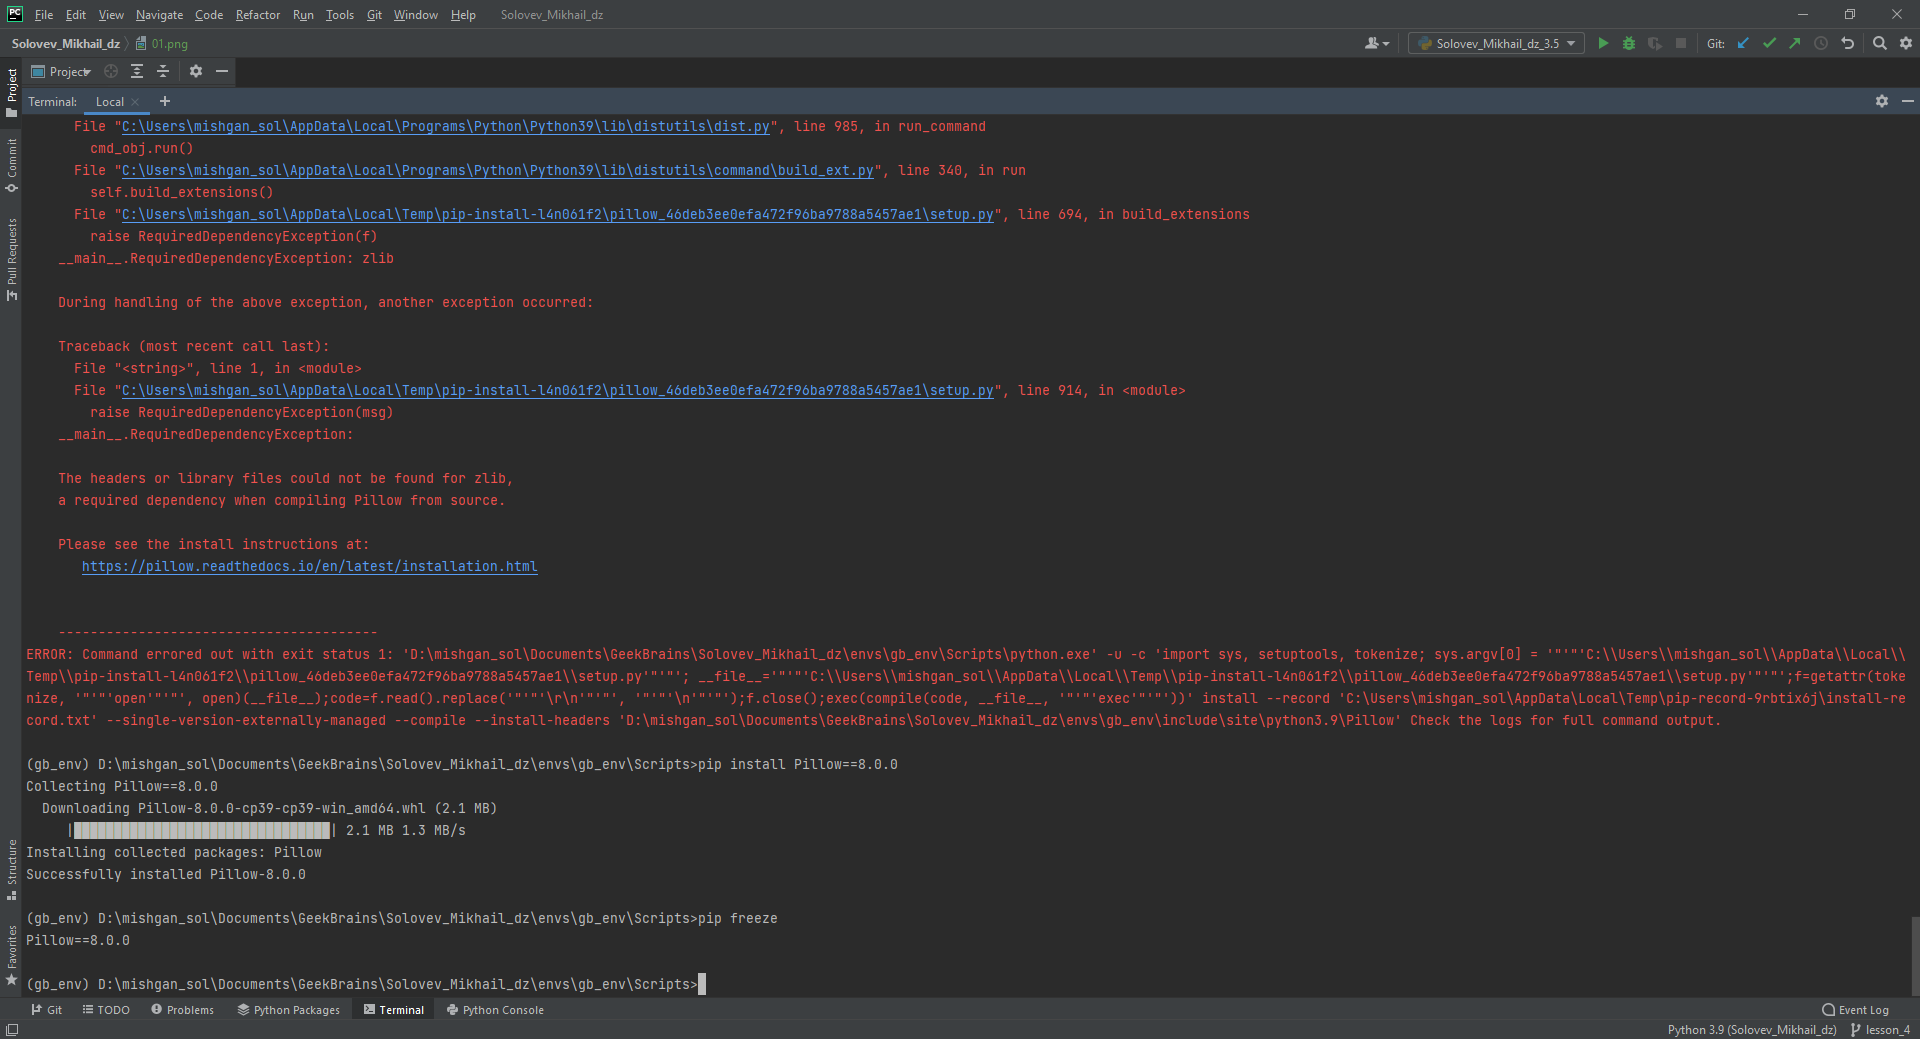 PC File Edit View Navigate Code Refactor Run Tools Git Window Help Solovev_Mikhail_dz
Solovev_Mikhail_dz 01.png Solovev_Mikhail_dz_3.5 Git:
Project
Terminal: Local
Project
Commit
Pull Requests
Structure
Favorites
File "C:\Users\mishgan_sol\AppData\Local\Programs\Python\Python39\lib\distutils\dist.py", line 985, in run_command
cmd_obj.run()
File "C:\Users\mishgan_sol\AppData\Local\Programs\Python\Python39\lib\distutils\command\build_ext.py", line 340, in run
self.build_extensions()
File "C:\Users\mishgan_sol\AppData\Local\Temp\pip-install-l4n061f2\pillow_46deb3ee0efa472f96ba9788a5457ae1\setup.py", line 694, in build_extensions
raise RequiredDependencyException(f)
__main__.RequiredDependencyException: zlib
During handling of the above exception, another exception occurred:
Traceback (most recent call last):
File "<string>", line 1, in <module>
File "C:\Users\mishgan_sol\AppData\Local\Temp\pip-install-l4n061f2\pillow_46deb3ee0efa472f96ba9788a5457ae1\setup.py", line 914, in <module>
raise RequiredDependencyException(msg)
__main__.RequiredDependencyException:
The headers or library files could not be found for zlib,
a required dependency when compiling Pillow from source.
Please see the install instructions at:
https://pillow.readthedocs.io/en/latest/installation.html
----------------------------------------
ERROR: Command errored out with exit status 1: 'D:\mishgan_sol\Documents\GeekBrains\Solovev_Mikhail_dz\envs\gb_env\Scripts\python.exe' -u -c 'import sys, setuptools, tokenize; sys.argv[0] = '"'"'C:\\Users\\mishgan_sol\\AppData\\Local\\
Temp\\pip-install-l4n061f2\\pillow_46deb3ee0efa472f96ba9788a5457ae1\\setup.py'"'"'; __file__='"'"'C:\\Users\\mishgan_sol\\AppData\\Local\\Temp\\pip-install-l4n061f2\\pillow_46deb3ee0efa472f96ba9788a5457ae1\\setup.py'"'"';f=getattr(toke
nize, '"'"'open'"'"', open)(__file__);code=f.read().replace('"'"'\r\n'"'"', '"'"'\n'"'"');f.close();exec(compile(code, __file__, '"'"'exec'"'"'))' install --record 'C:\Users\mishgan_sol\AppData\Local\Temp\pip-record-9rbtix6j\install-re
cord.txt' --single-version-externally-managed --compile --install-headers 'D:\mishgan_sol\Documents\GeekBrains\Solovev_Mikhail_dz\envs\gb_env\include\site\python3.9\Pillow' Check the logs for full command output.
(gb_env) D:\mishgan_sol\Documents\GeekBrains\Solovev_Mikhail_dz\envs\gb_env\Scripts>pip install Pillow==8.0.0
Collecting Pillow==8.0.0
Downloading Pillow-8.0.0-cp39-cp39-win_amd64.whl (2.1 MB)
|████████████████████████████████| 2.1 MB 1.3 MB/s
Installing collected packages: Pillow
Successfully installed Pillow-8.0.0
(gb_env) D:\mishgan_sol\Documents\GeekBrains\Solovev_Mikhail_dz\envs\gb_env\Scripts>pip freeze
Pillow==8.0.0
(gb_env) D:\mishgan_sol\Documents\GeekBrains\Solovev_Mikhail_dz\envs\gb_env\Scripts>
Git TODO Problems Python Packages Terminal Python Console Event Log
Python 3.9 (Solovev_Mikhail_dz) lesson_4